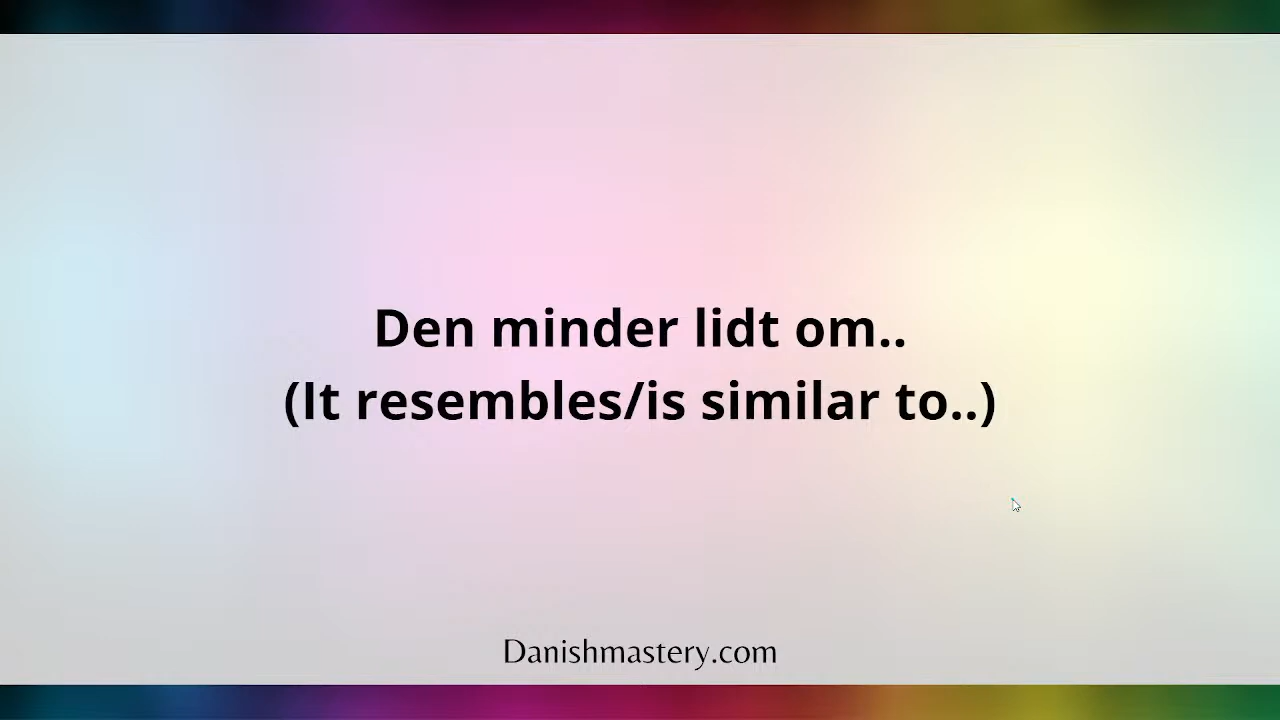 Den minder lidt om..
(It resembles/is similar to..)
Danishmastery.com